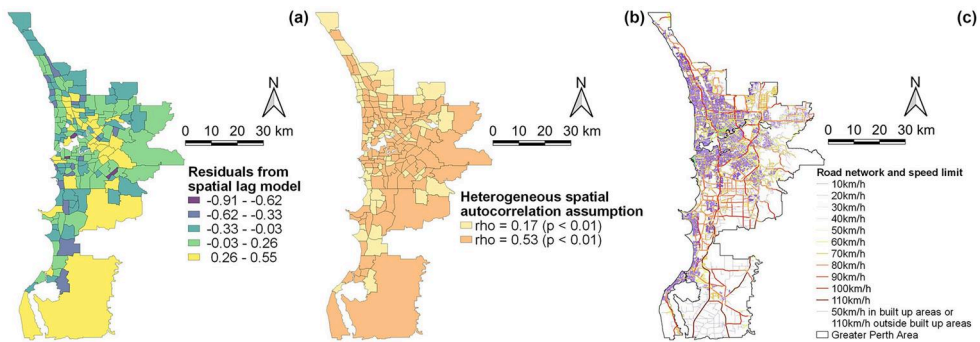 (a)
N
0 10 20 30 km
Residuals from
spatial lag model
-0.91 - -0.62
-0.62 - -0.33
-0.33 - -0.03
-0.03 - 0.26
0.26 - 0.55
(b)
N
0 10 20 30 km
Heterogeneous spatial
autocorrelation assumption
rho = 0.17 (p < 0.01)
rho = 0.53 (p < 0.01)
(c)
N
0 10 20 30 km
Road network and speed limit
10km/h
20km/h
30km/h
40km/h
50km/h
60km/h
70km/h
80km/h
90km/h
100km/h
110km/h
50km/h in built up areas or
110km/h outside built up areas
Greater Perth Area